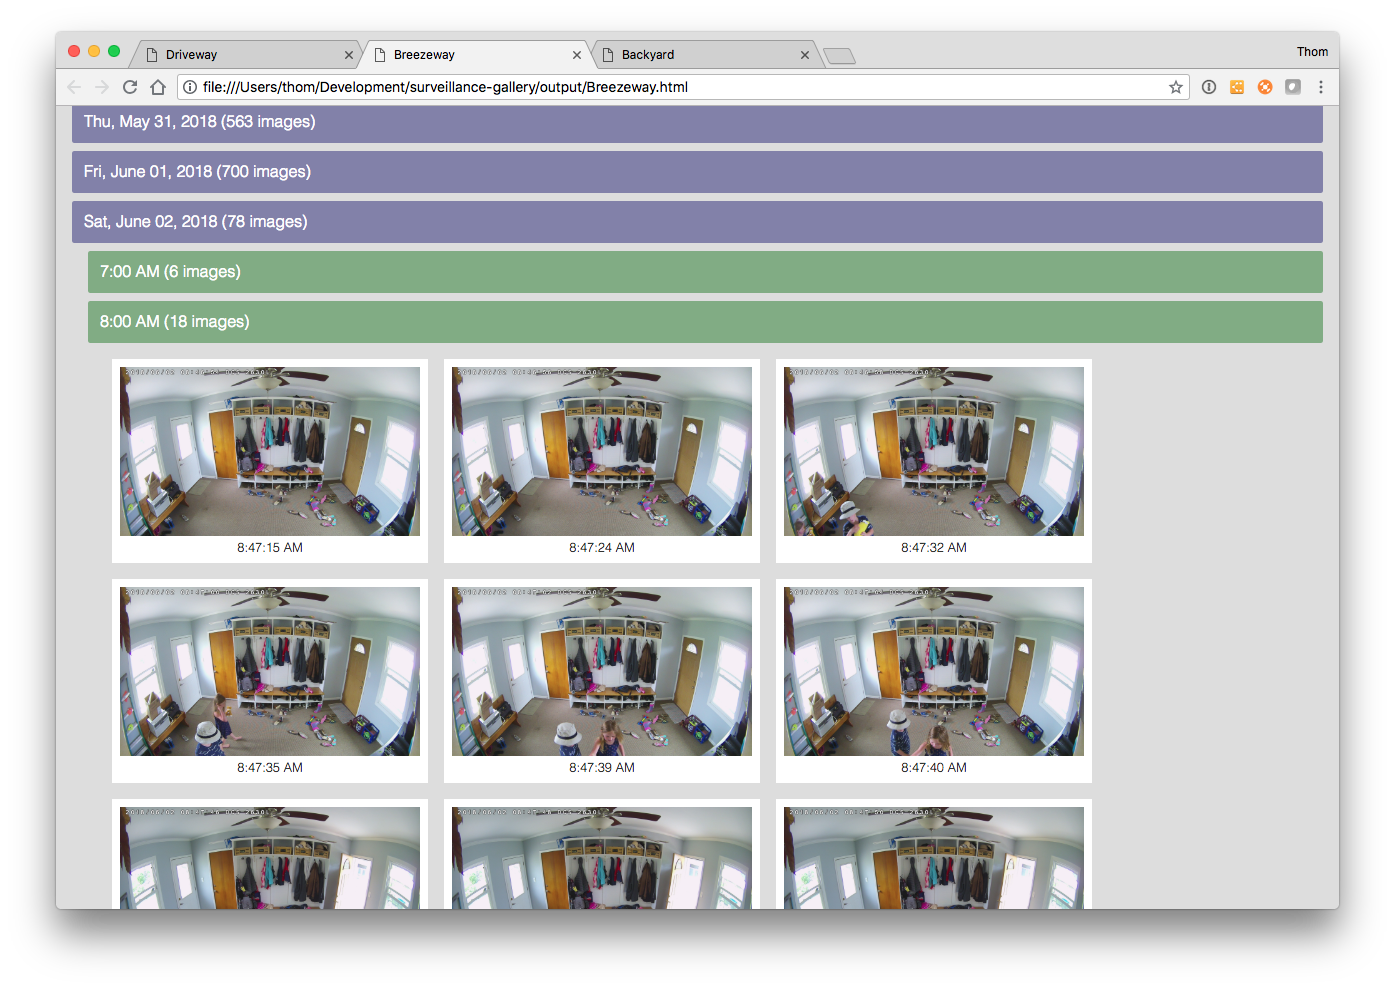 Driveway
Breezeway
Backyard
Thom
file:///Users/thom/Development/surveillance-gallery/output/Breezeway.html
Thu, May 31, 2018 (563 images)
Fri, June 01, 2018 (700 images)
Sat, June 02, 2018 (78 images)
7:00 AM (6 images)
8:00 AM (18 images)
8:47:15 AM
8:47:24 AM
8:47:32 AM
8:47:35 AM
8:47:39 AM
8:47:40 AM